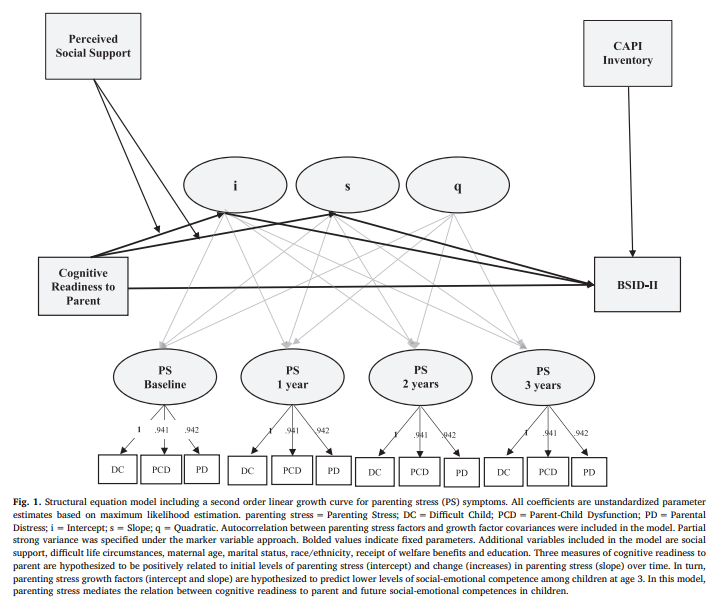 Perceived
Social Support
CAPI
Inventory
i
s
q
Cognitive
Readiness to
Parent
BSID-II
PS
Baseline
PS
1 year
PS
2 years
PS
3 years
1 .941 .942
1 .941 .942
1 .941 .942
1 .941 .942
DC PCD PD
DC PCD PD
DC PCD PD
DC PCD PD
Fig. 1. Structural equation model including a second order linear growth curve for parenting stress (PS) symptoms. All coefficients are unstandardized parameter
estimates based on maximum likelihood estimation. parenting stress = Parenting Stress; DC = Difficult Child; PCD = Parent-Child Dysfunction; PD = Parental
Distress; i = Intercept; s = Slope; q = Quadratic. Autocorrelation between parenting stress factors and growth factor covariances were included in the model. Partial
strong variance was specified under the marker variable approach. Bolded values indicate fixed parameters. Additional variables included in the model are social
support, difficult life circumstances, maternal age, marital status, race/ethnicity, receipt of welfare benefits and education. Three measures of cognitive readiness to
parent are hypothesized to be positively related to initial levels of parenting stress (intercept) and change (increases) in parenting stress (slope) over time. In turn,
parenting stress growth factors (intercept and slope) are hypothesized to predict lower levels of social-emotional competence among children at age 3. In this model,
parenting stress mediates the relation between cognitive readiness to parent and future social-emotional competences in children.